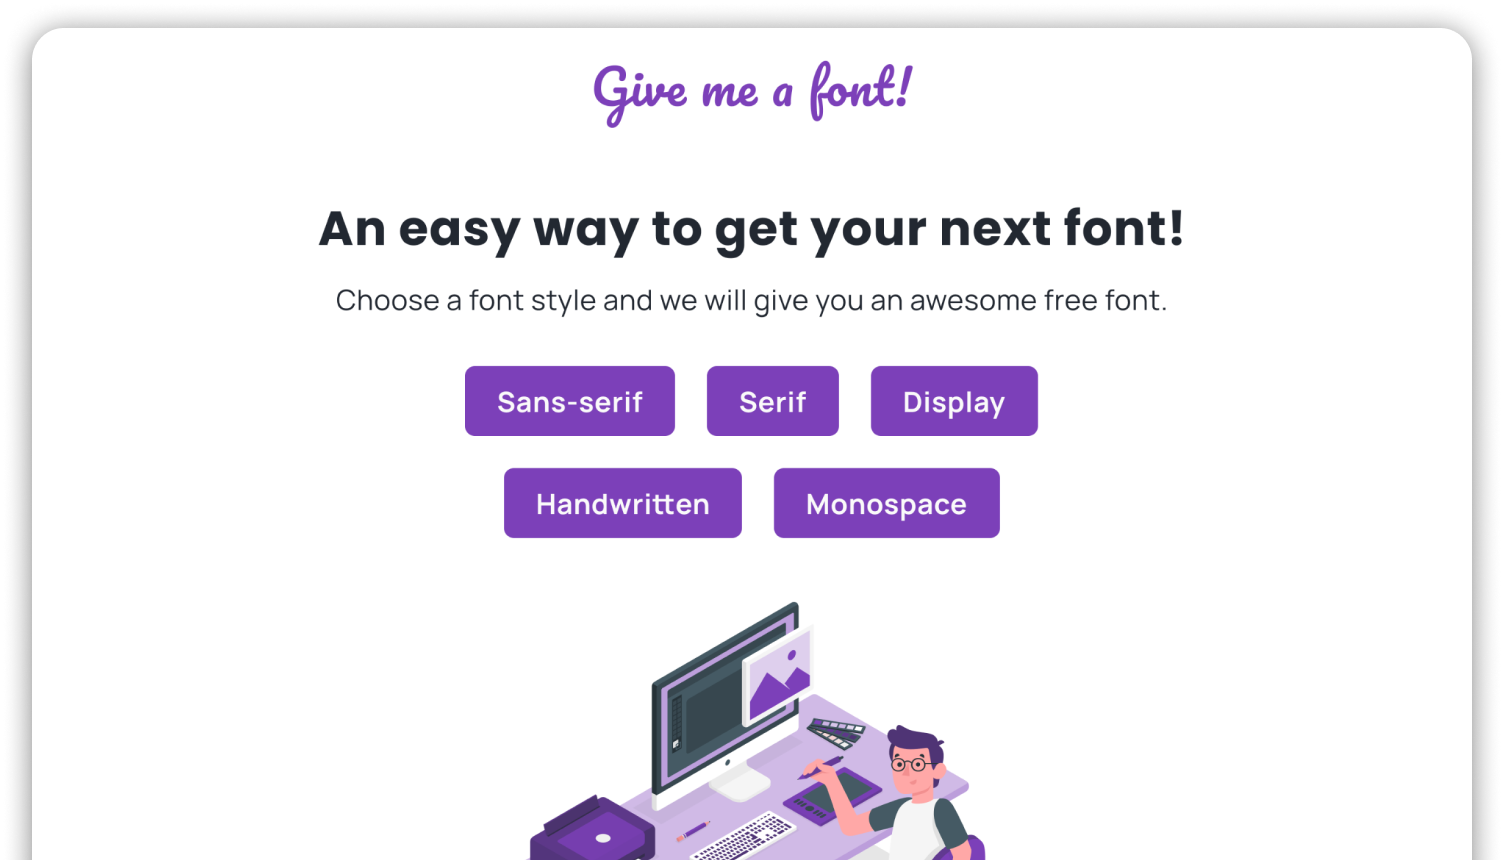 Give me a font!
An easy way to get your next font!
Choose a font style and we will give you an awesome free font.
Sans-serif Serif Display
Handwritten Monospace